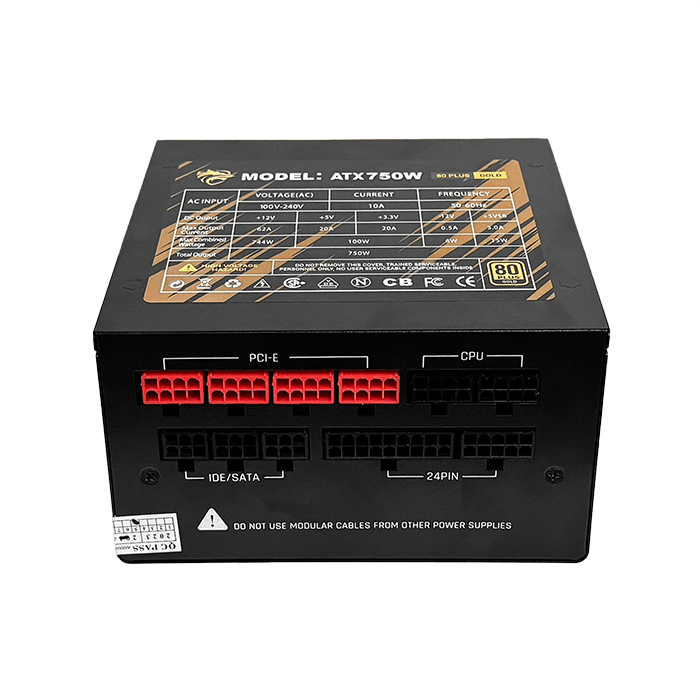 MODEL: ATX750W 80 PLUS GOLD
AC INPUT VOLTAGE(AC) CURRENT FREQUENCY
100V-240V 10A 50-60Hz
DC Output +12V +5V +3.3V -12V +5VSB
Max Output Current 62A 20A 20A 0.5A 3.0A
Max Combined Wattage 744W 100W 6W 15W
Total Output 750W
HIGH VOLTAGE HAZARD!
DO NOT REMOVE THIS COVER, TRAINED SERVICEABLE
PERSONNEL ONLY, NO USER SERVICEABLE COMPONENTS INSIDE
80
PLUS
GOLD
N CB FC CE
PCI-E CPU
IDE/SATA 24PIN
DO NOT USE MODULAR CABLES FROM OTHER POWER SUPPLIES
QC PASS
2023